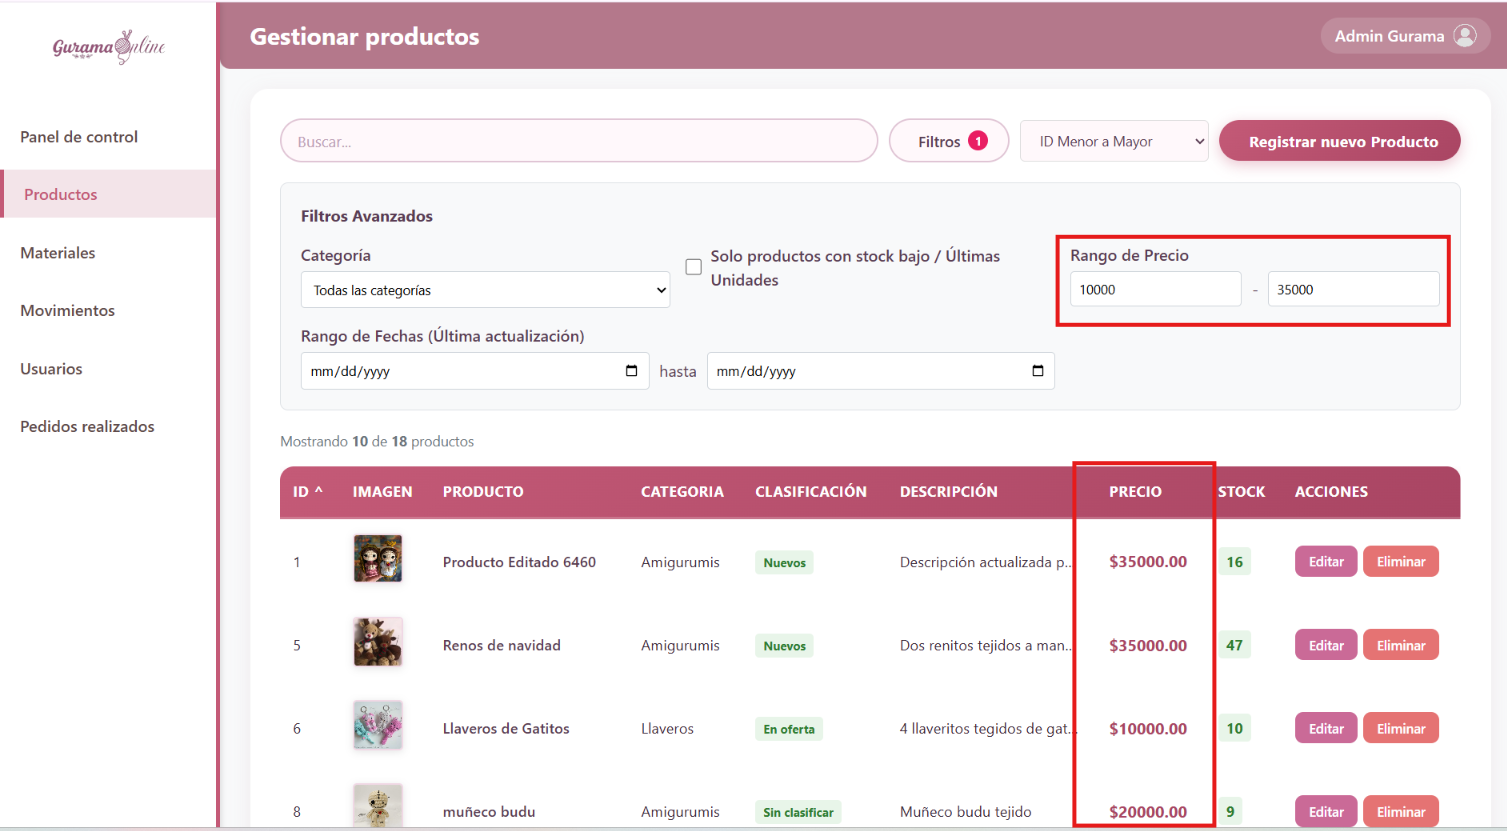 Gurama Online
Gestionar productos
Admin Gurama
Panel de control
Productos
Materiales
Movimientos
Usuarios
Pedidos realizados
Buscar...
Filtros 1
ID Menor a Mayor
Registrar nuevo Producto
Filtros Avanzados
Categoría
Todas las categorías
Solo productos con stock bajo / Últimas
Unidades
Rango de Precio
10000 - 35000
Rango de Fechas (Última actualización)
mm/dd/yyyy hasta mm/dd/yyyy
Mostrando 10 de 18 productos
ID ^ IMAGEN PRODUCTO CATEGORIA CLASIFICACIÓN DESCRIPCIÓN PRECIO STOCK ACCIONES
1 Producto Editado 6460 Amigurumis Nuevos Descripción actualizada p... $35000.00 16 Editar Eliminar
5 Renos de navidad Amigurumis Nuevos Dos renitos tejidos a man... $35000.00 47 Editar Eliminar
6 Llaveros de Gatitos Llaveros En oferta 4 llaveritos tegidos de gat... $10000.00 10 Editar Eliminar
8 muñeco budu Amigurumis Sin clasificar Muñeco budu tejido $20000.00 9 Editar Eliminar